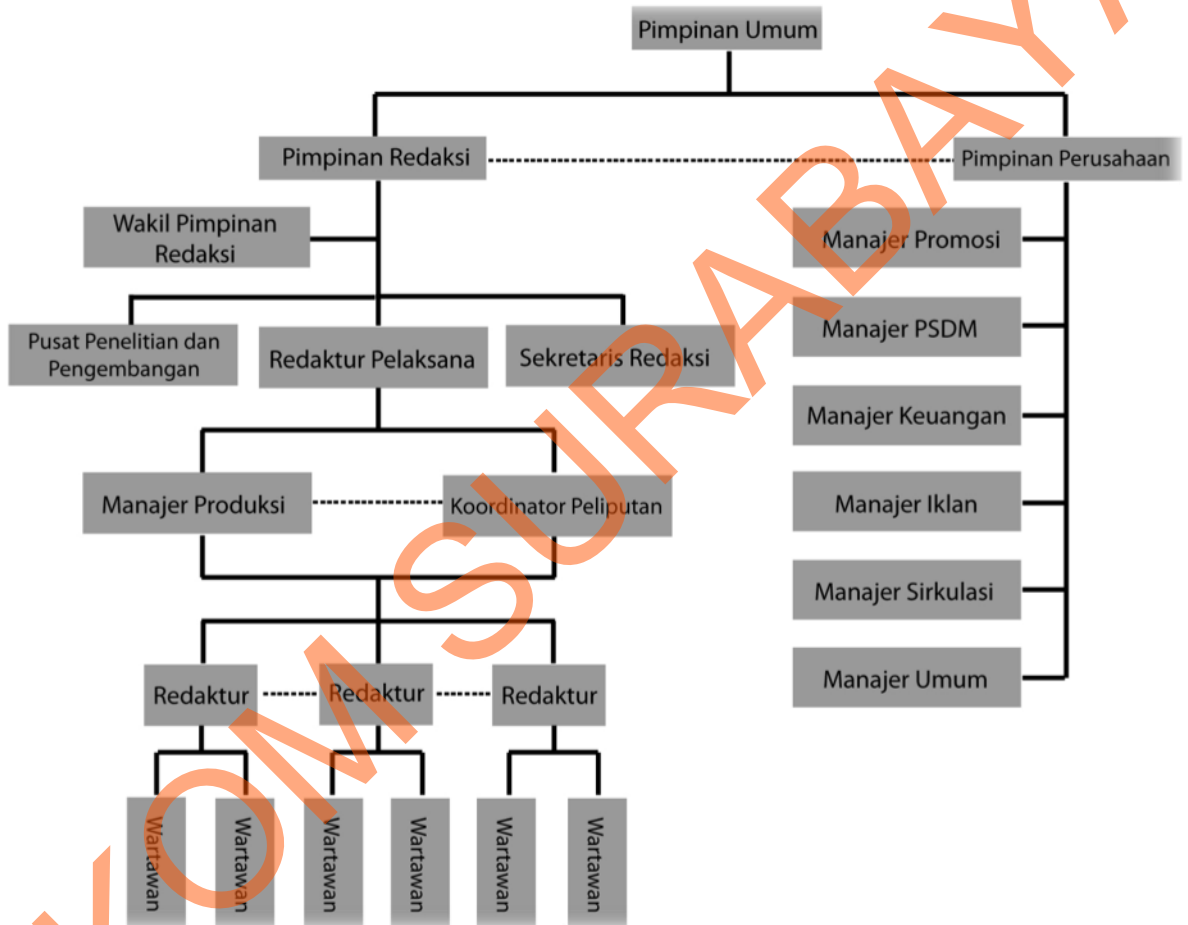 Pimpinan Umum
Pimpinan Redaksi
Pimpinan Perusahaan
Wakil Pimpinan
Redaksi
Manajer Promosi
Pusat Penelitian dan
Pengembangan
Redaktur Pelaksana
Sekretaris Redaksi
Manajer PSDM
Manajer Keuangan
Manajer Produksi
Koordinator Peliputan
Manajer Iklan
Manajer Sirkulasi
Redaktur
Redaktur
Redaktur
Manajer Umum
Wartawan
Wartawan
Wartawan
Wartawan
Wartawan
Wartawan
KOM SURABAYA